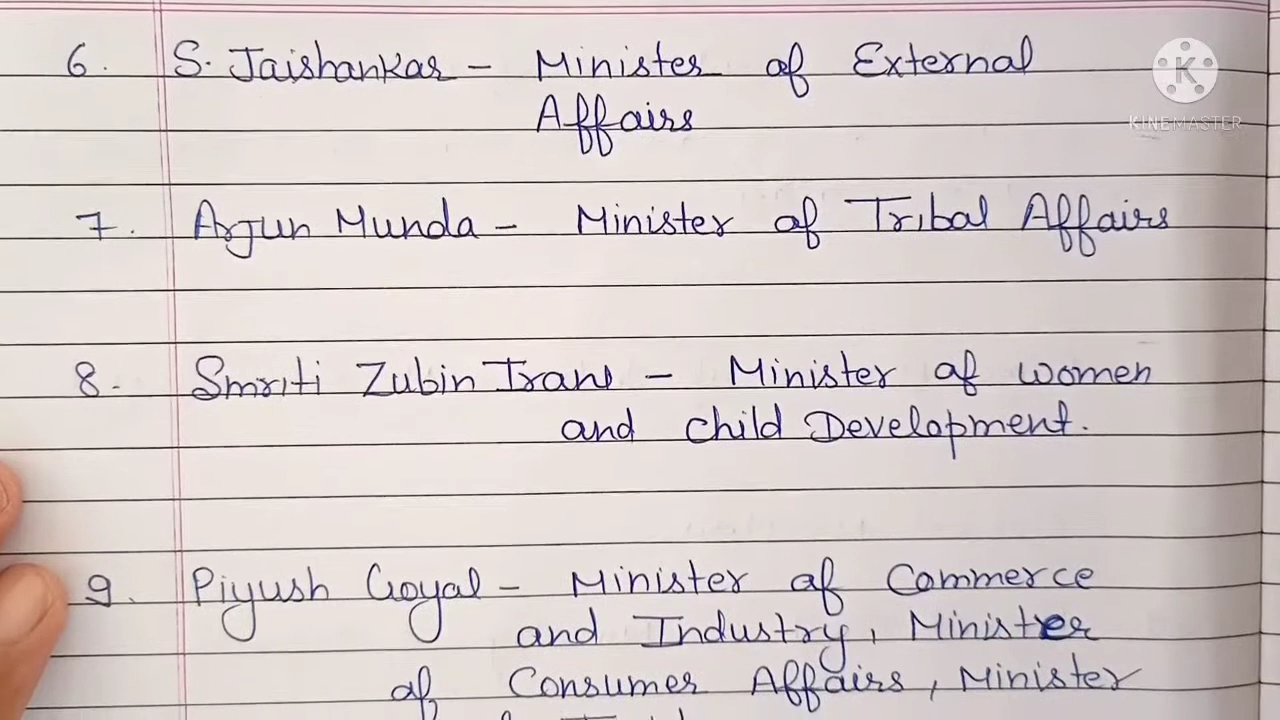 6. S. Jaishankar - Minister of External
Affairs
KINEMASTER
7. Arjun Munda - Minister of Tribal Affairs
8. Smriti Zubin Irani - Minister of women
and child Development.
9. Piyush Goyal - Minister of Commerce
and Industry, Minister
of Consumer Affairs, Minister